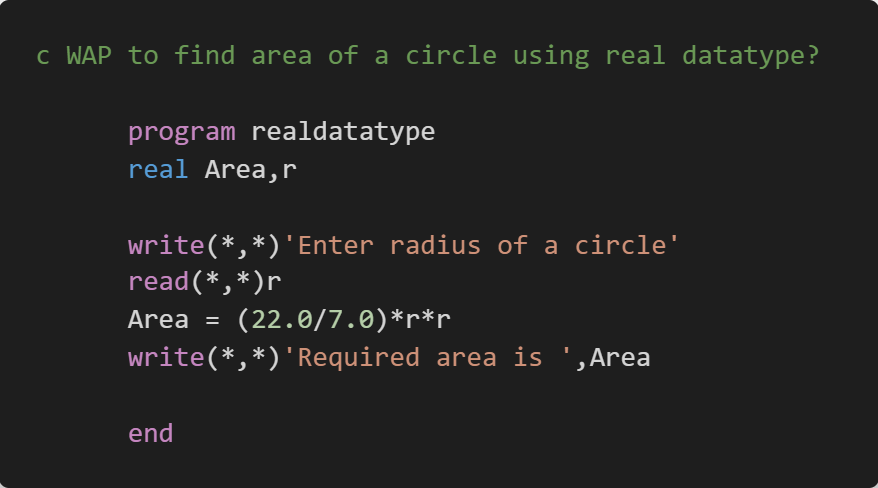 c WAP to find area of a circle using real datatype?
program realdatatype
real Area,r
write(*,*)'Enter radius of a circle'
read(*,*)r
Area = (22.0/7.0)*r*r
write(*,*)'Required area is ',Area
end